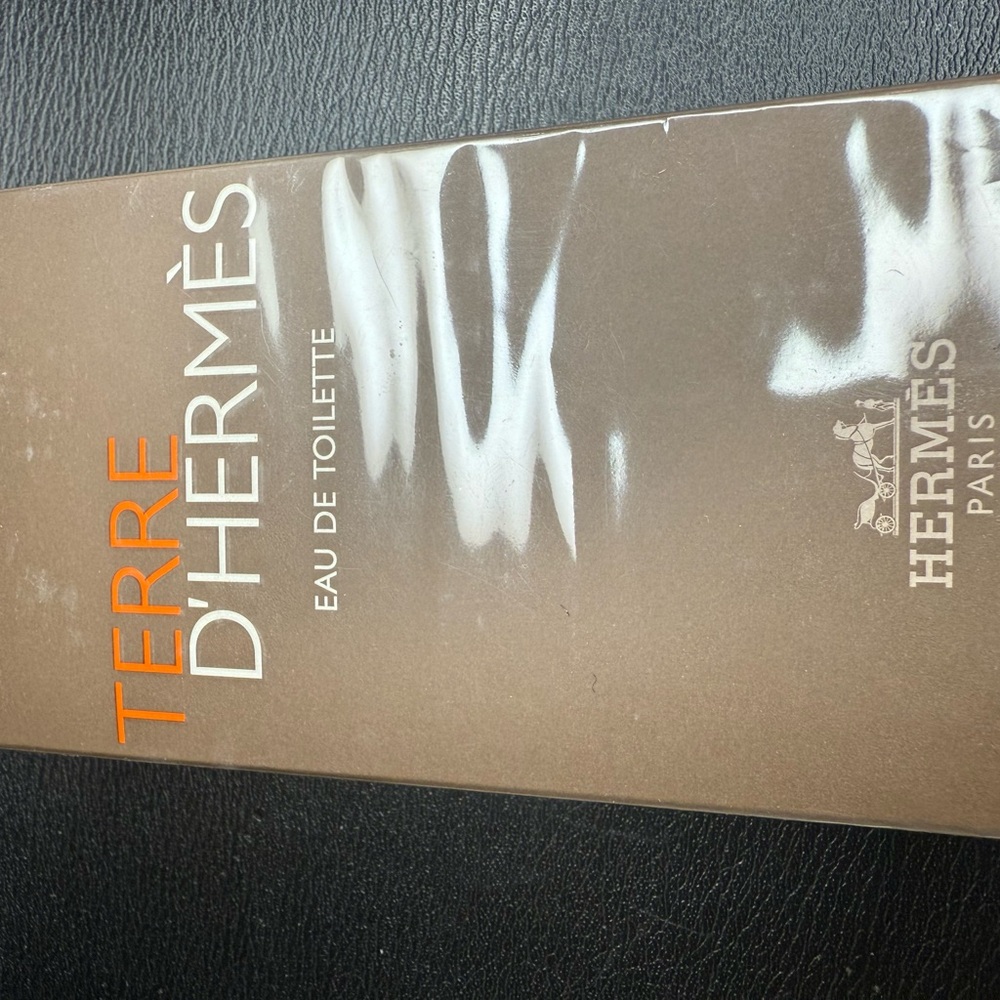 TERRE
D'HERMÈS
EAU DE TOILETTE
HERMÈS
PARIS